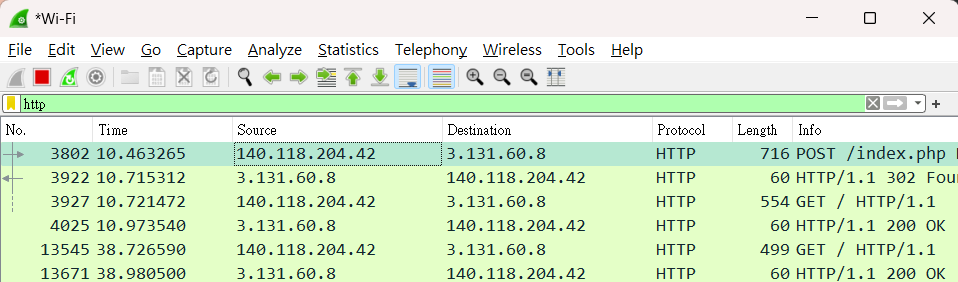 *Wi-Fi
File Edit View Go Capture Analyze Statistics Telephony Wireless Tools Help
http
No. Time Source Destination Protocol Length Info
3802 10.463265 140.118.204.42 3.131.60.8 HTTP 716 POST /index.php
3922 10.715312 3.131.60.8 140.118.204.42 HTTP 60 HTTP/1.1 302 Foun
3927 10.721472 140.118.204.42 3.131.60.8 HTTP 554 GET / HTTP/1.1
4025 10.973540 3.131.60.8 140.118.204.42 HTTP 60 HTTP/1.1 200 OK
13545 38.726590 140.118.204.42 3.131.60.8 HTTP 499 GET / HTTP/1.1
13671 38.980500 3.131.60.8 140.118.204.42 HTTP 60 HTTP/1.1 200 OK